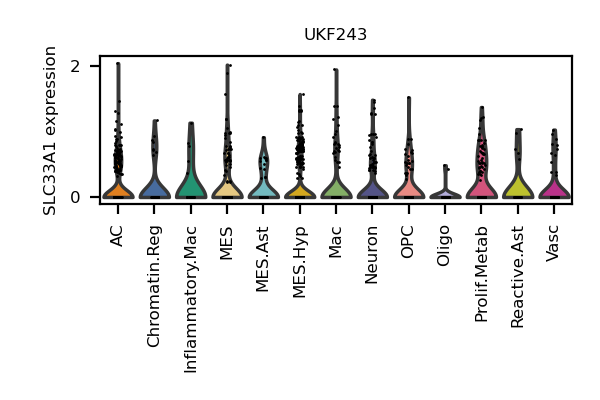 UKF243
SLC33A1 expression
2
0
AC
Chromatin.Reg
Inflammatory.Mac
MES
MES.Ast
MES.Hyp
Mac
Neuron
OPC
Oligo
Prolif.Metab
Reactive.Ast
Vasc